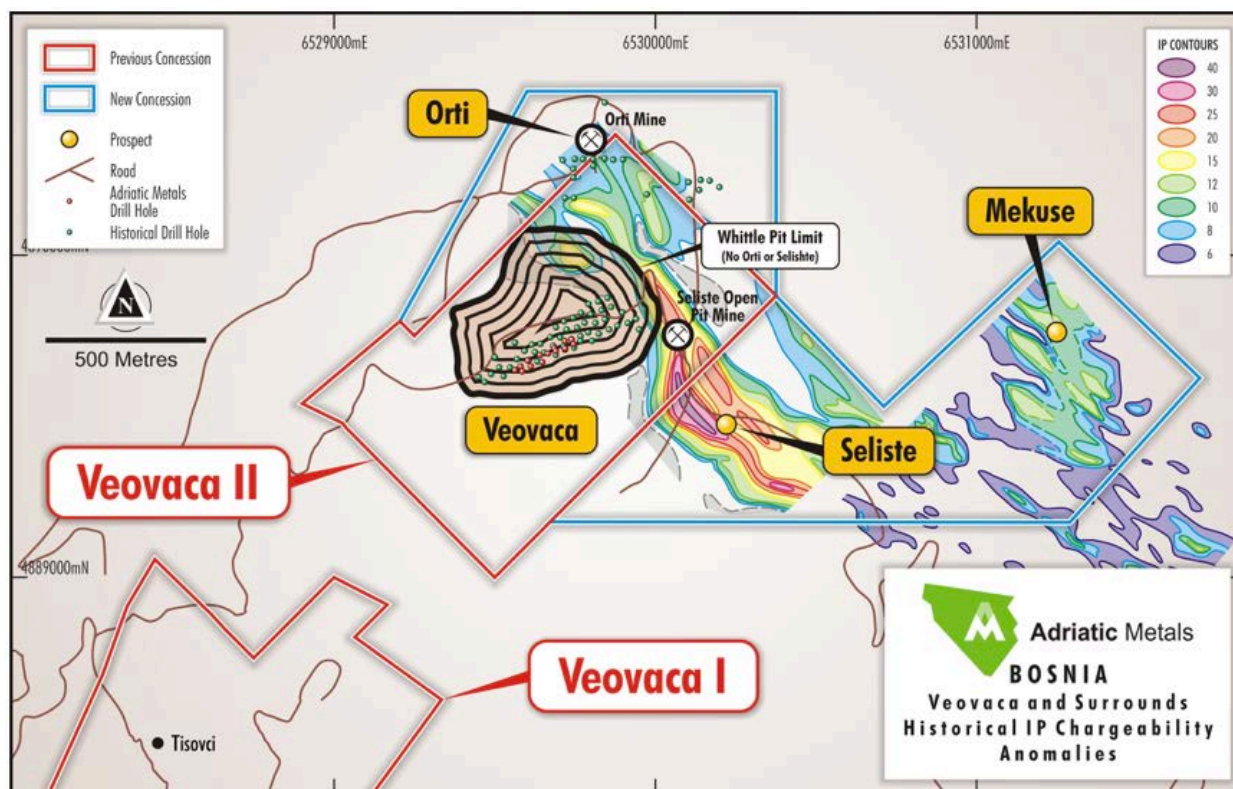 6529000mE
6530000mE
6531000mE
Previous Concession
New Concession
Prospect
Road
Adriatic Metals
Drill Hole
Historical Drill Hole
IP CONTOURS
40
30
25
20
15
12
10
8
6
Orti
Orti Mine
Mekuse
Whittle Pit Limit
(No Orti or Selishte)
Seliste Open
Pit Mine
N
500 Metres
Veovaca
Seliste
Veovaca II
4889000mN
Veovaca I
Tisovci
Adriatic Metals
BOSNIA
Veovaca and Surrounds
Historical IP Chargeability
Anomalies